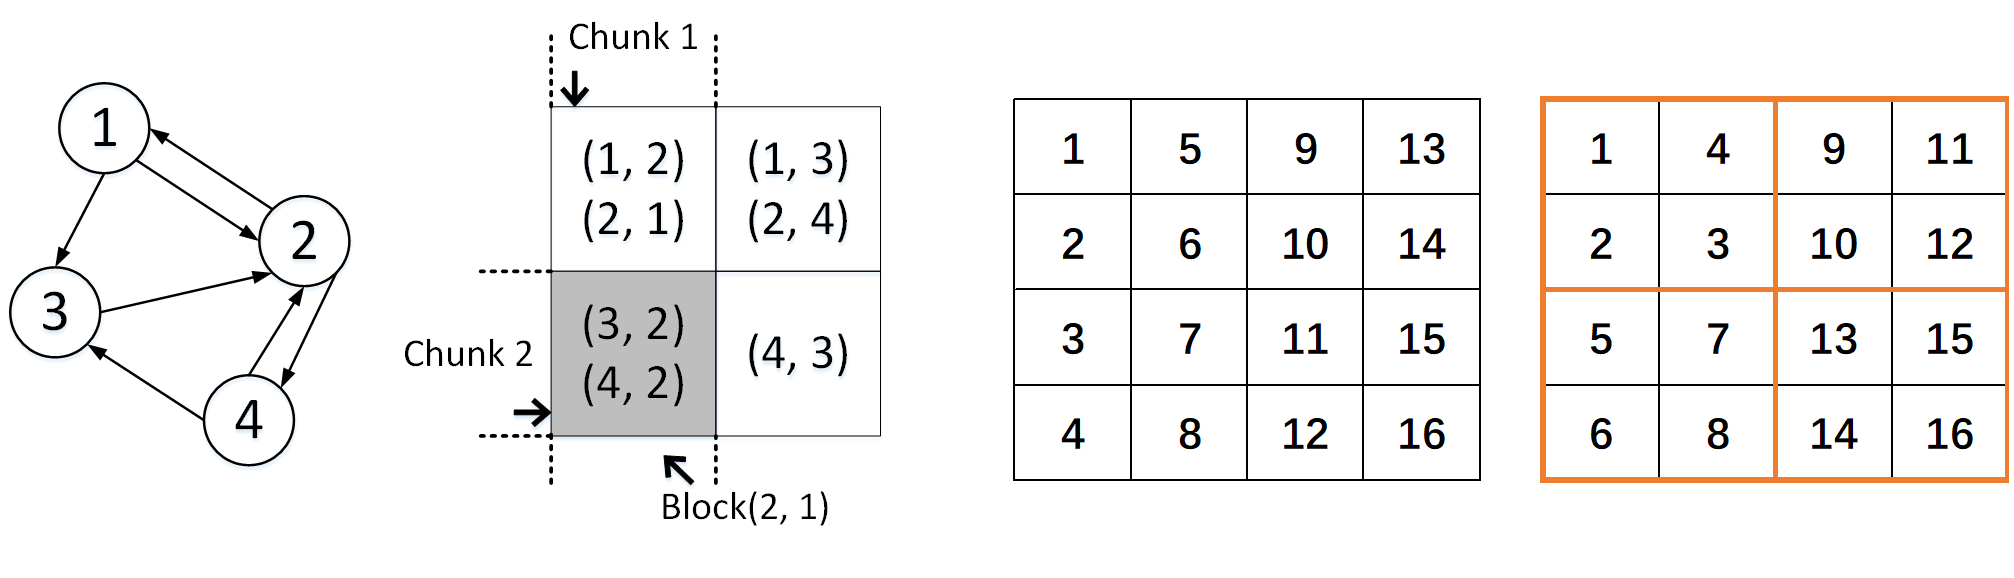 1
2
3
4
Chunk 1
(1, 2)
(2, 1)
(1, 3)
(2, 4)
Chunk 2
(3, 2)
(4, 2)
(4, 3)
Block(2, 1)
1 5 9 13
2 6 10 14
3 7 11 15
4 8 12 16
1 4 9 11
2 3 10 12
5 7 13 15
6 8 14 16